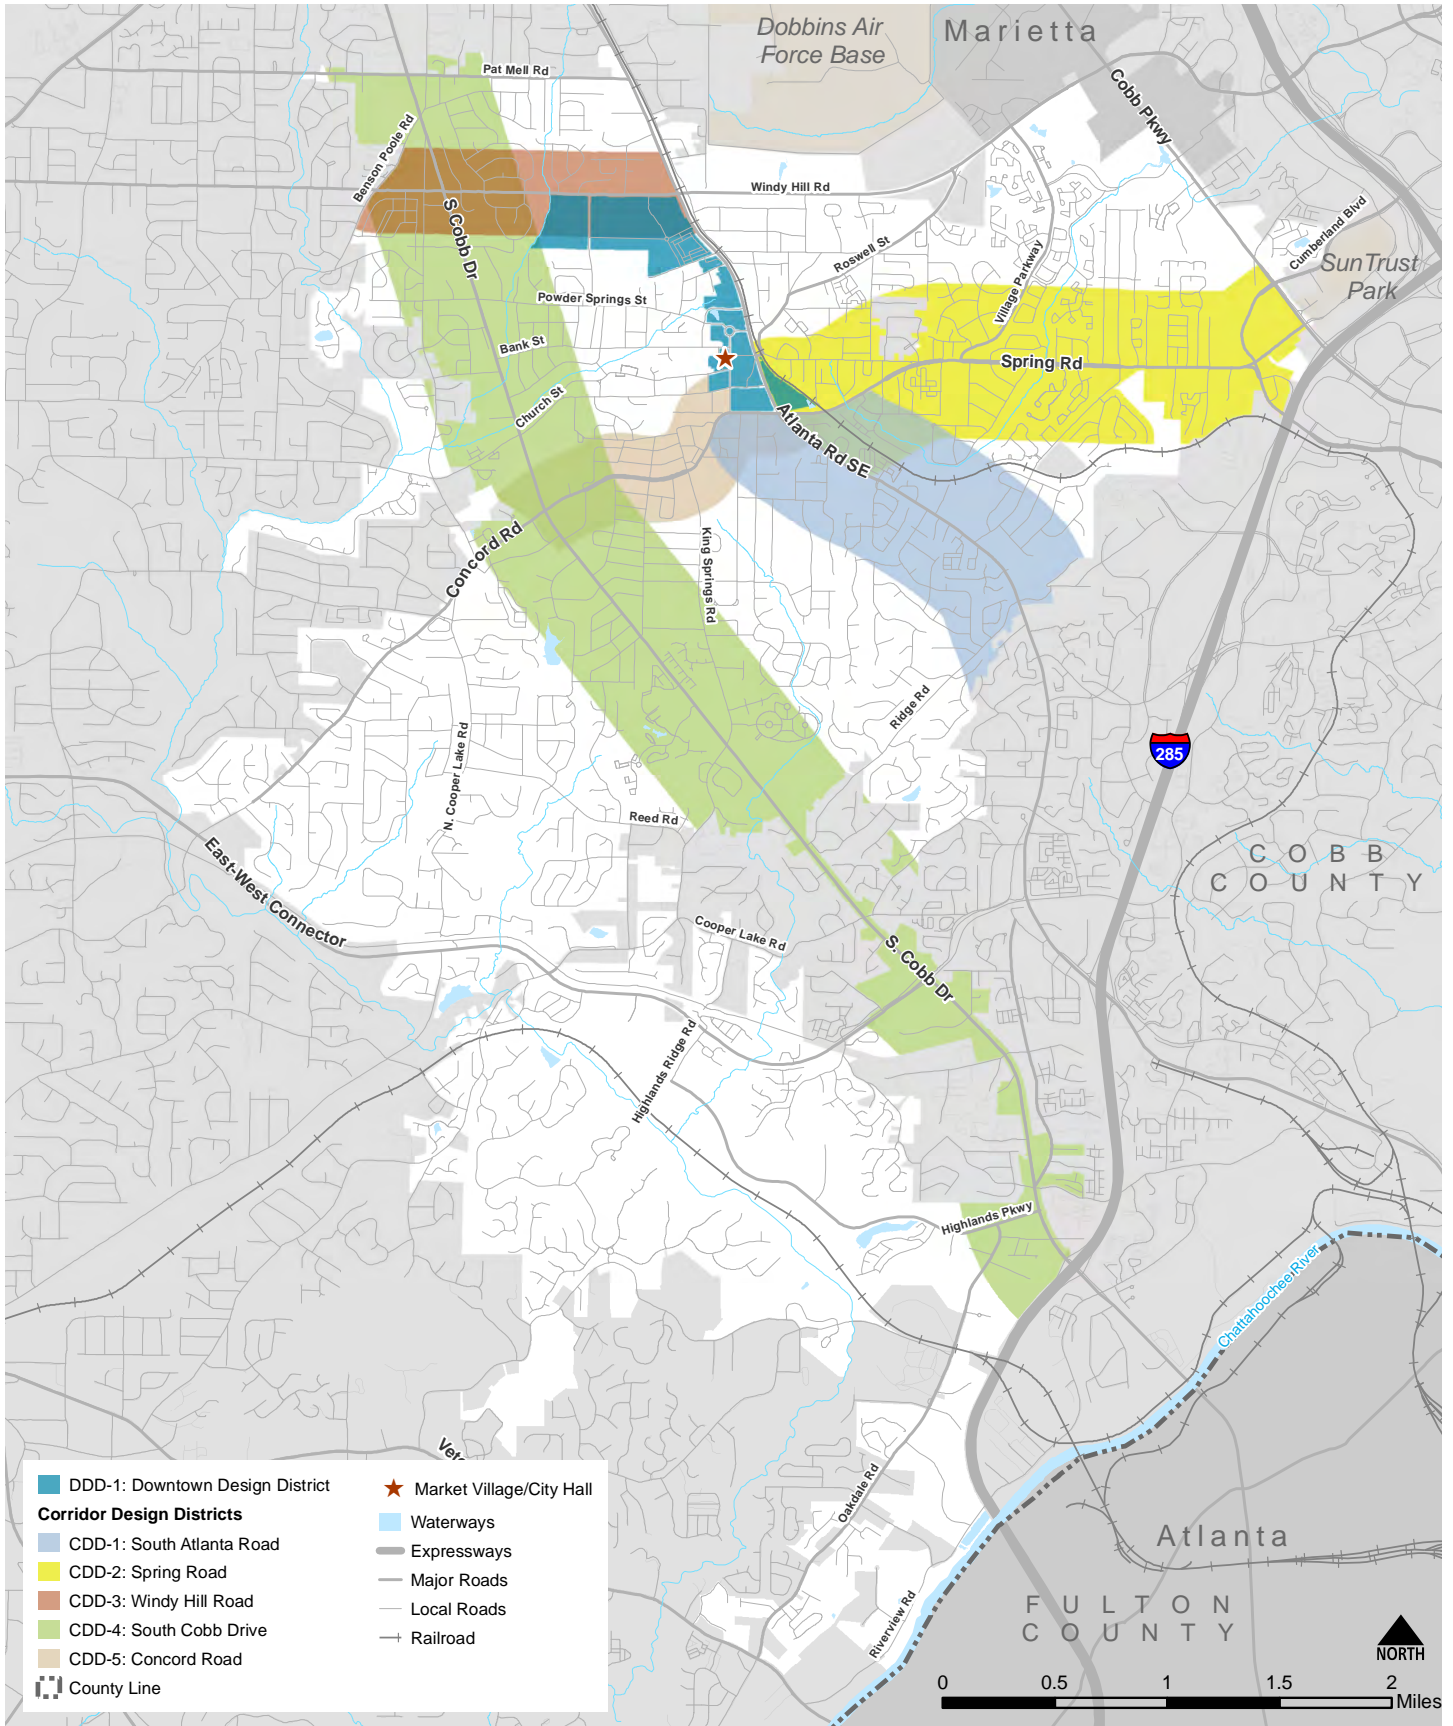 Dobbins Air
Force Base
Marietta
Pat Mell Rd
Cobb Pkwy
Benson Poole Rd
Windy Hill Rd
S Cobb Dr
Cumberland Blvd
Roswell St
Village Parkway
SunTrust
Park
Powder Springs St
Bank St
Spring Rd
Church St
Atlanta Rd SE
Concord Rd
King Springs Rd
Ridge Rd
285
N. Cooper Lake Rd
Reed Rd
East-West Connector
COBB
COUNTY
Cooper Lake Rd
S. Cobb Dr
Highlands Ridge Rd
Highlands Pkwy
Chattahoochee River
Oakdale Rd
Riverview Rd
Atlanta
FULTON
COUNTY
DDD-1: Downtown Design District
Corridor Design Districts
CDD-1: South Atlanta Road
CDD-2: Spring Road
CDD-3: Windy Hill Road
CDD-4: South Cobb Drive
CDD-5: Concord Road
County Line
Market Village/City Hall
Waterways
Expressways
Major Roads
Local Roads
Railroad
NORTH
0 0.5 1 1.5 2
Miles